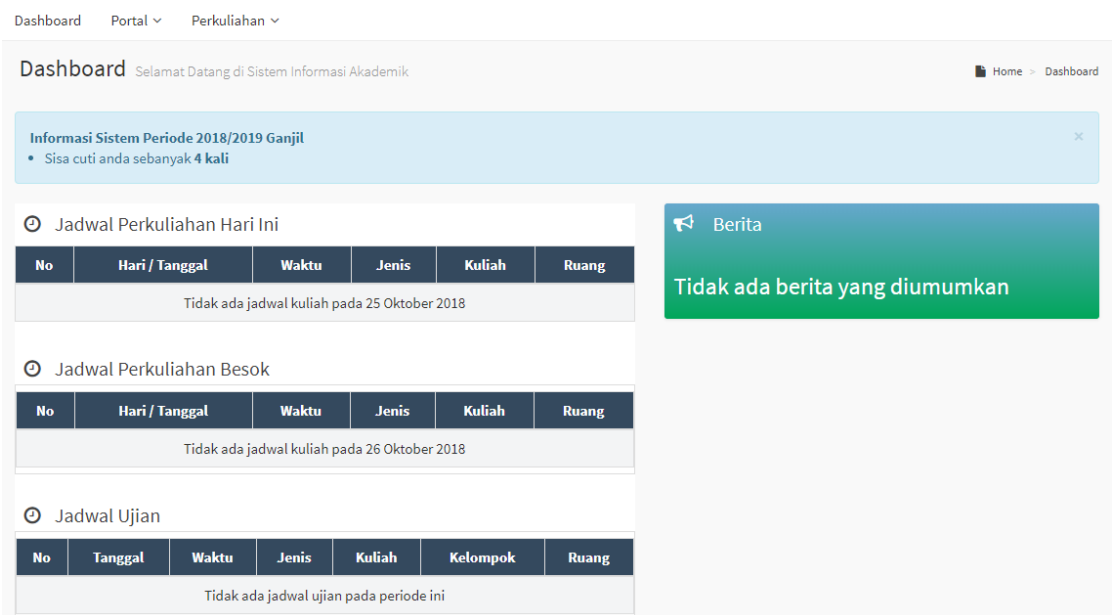 Dashboard Portal Perkuliahan
Dashboard Selamat Datang di Sistem Informasi Akademik
Home > Dashboard
Informasi Sistem Periode 2018/2019 Ganjil
×
• Sisa cuti anda sebanyak 4 kali
Jadwal Perkuliahan Hari Ini
No Hari / Tanggal Waktu Jenis Kuliah Ruang
Tidak ada jadwal kuliah pada 25 Oktober 2018
Jadwal Perkuliahan Besok
No Hari / Tanggal Waktu Jenis Kuliah Ruang
Tidak ada jadwal kuliah pada 26 Oktober 2018
Jadwal Ujian
No Tanggal Waktu Jenis Kuliah Kelompok Ruang
Tidak ada jadwal ujian pada periode ini
Berita
Tidak ada berita yang diumumkan